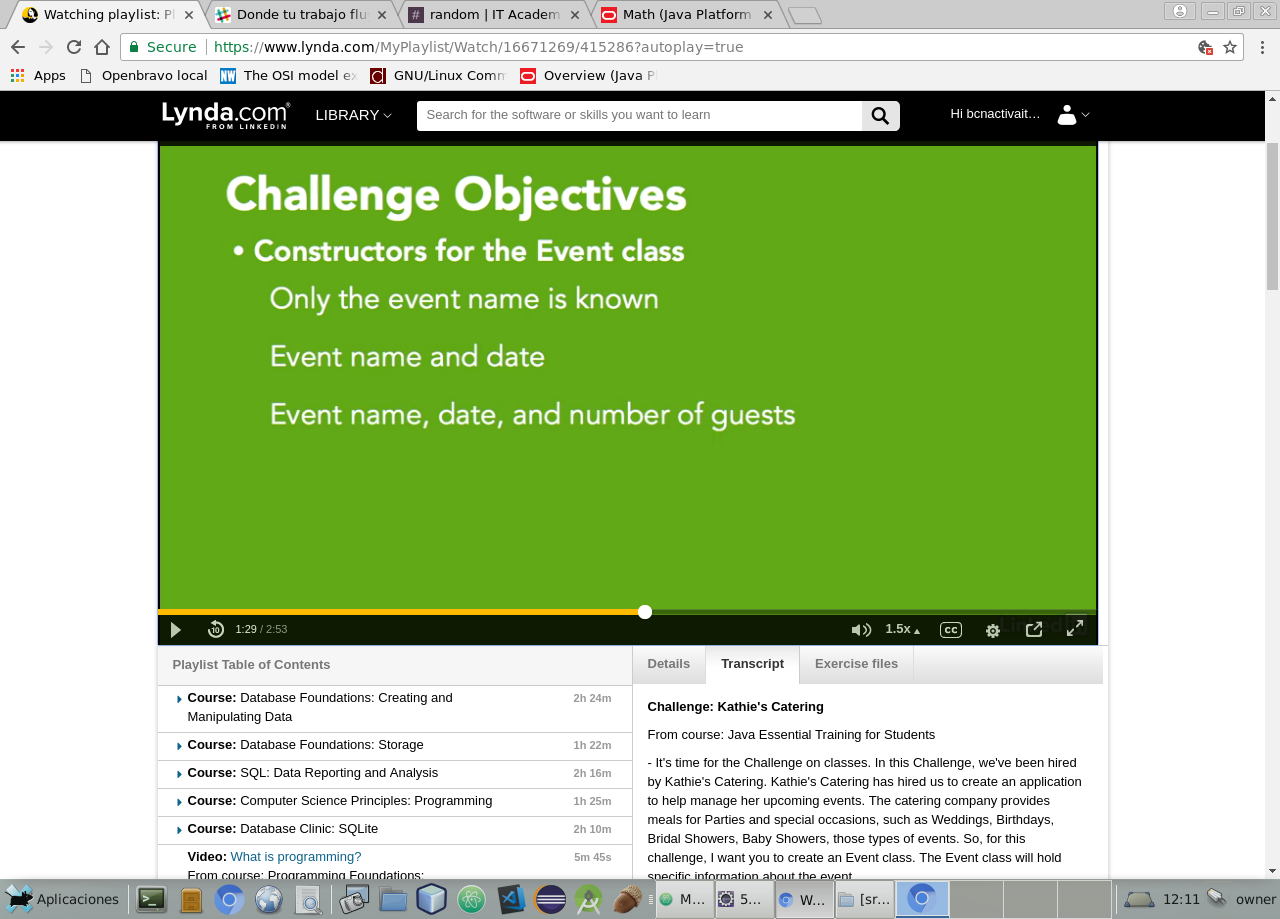 Watching playlist: Pl
Donde tu trabajo flu
random | IT Academ
Math (Java Platform
Secure
https://www.lynda.com/MyPlaylist/Watch/16671269/415286?autoplay=true
Apps
Openbravo local
NW
The OSI model ex
GNU/Linux Comm
Overview (Java Pl
Lynda.com®
FROM LINKEDIN
LIBRARY
Search for the software or skills you want to learn
Hi bcnactivait...
Challenge Objectives
• Constructors for the Event class
Only the event name is known
Event name and date
Event name, date, and number of guests
10
1:29 / 2:53
1.5x
cc
Playlist Table of Contents
Course: Database Foundations: Creating and
Manipulating Data
2h 24m
Course: Database Foundations: Storage
1h 22m
Course: SQL: Data Reporting and Analysis
2h 16m
Course: Computer Science Principles: Programming
1h 25m
Course: Database Clinic: SQLite
2h 10m
Video: What is programming?
5m 45s
From course: Programming Foundations:
Details
Transcript
Exercise files
Challenge: Kathie's Catering
From course: Java Essential Training for Students
- It's time for the Challenge on classes. In this Challenge, we've been hired
by Kathie's Catering. Kathie's Catering has hired us to create an application
to help manage her upcoming events. The catering company provides
meals for Parties and special occasions, such as Weddings, Birthdays,
Bridal Showers, Baby Showers, those types of events. So, for this
challenge, I want you to create an Event class. The Event class will hold
specific information about the event
Aplicaciones
M...
5...
W...
[sr...
12:11
owner